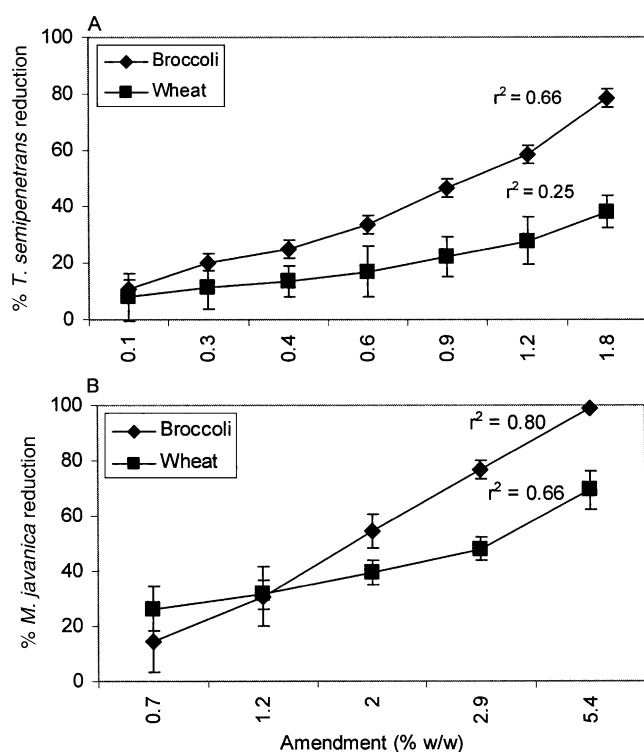 A
Broccoli
Wheat
r² = 0.66
r² = 0.25
% T. semipenetrans reduction
100
80
60
40
20
0
0.1
0.3
0.4
0.6
0.9
1.2
1.8
B
Broccoli
Wheat
r² = 0.80
r² = 0.66
% M. javanica reduction
100
80
60
40
20
0
0.7
1.2
2
2.9
5.4
Amendment (% w/w)